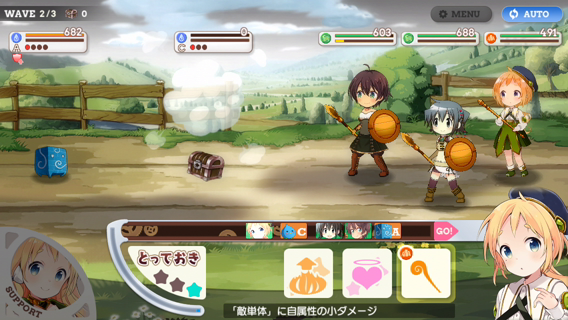 WAVE 2/3 0 MENU AUTO
682 0 603 688 491
A C
C A GO!
とっておき
SUPPORT
「敵単体」に自属性の小ダメージ